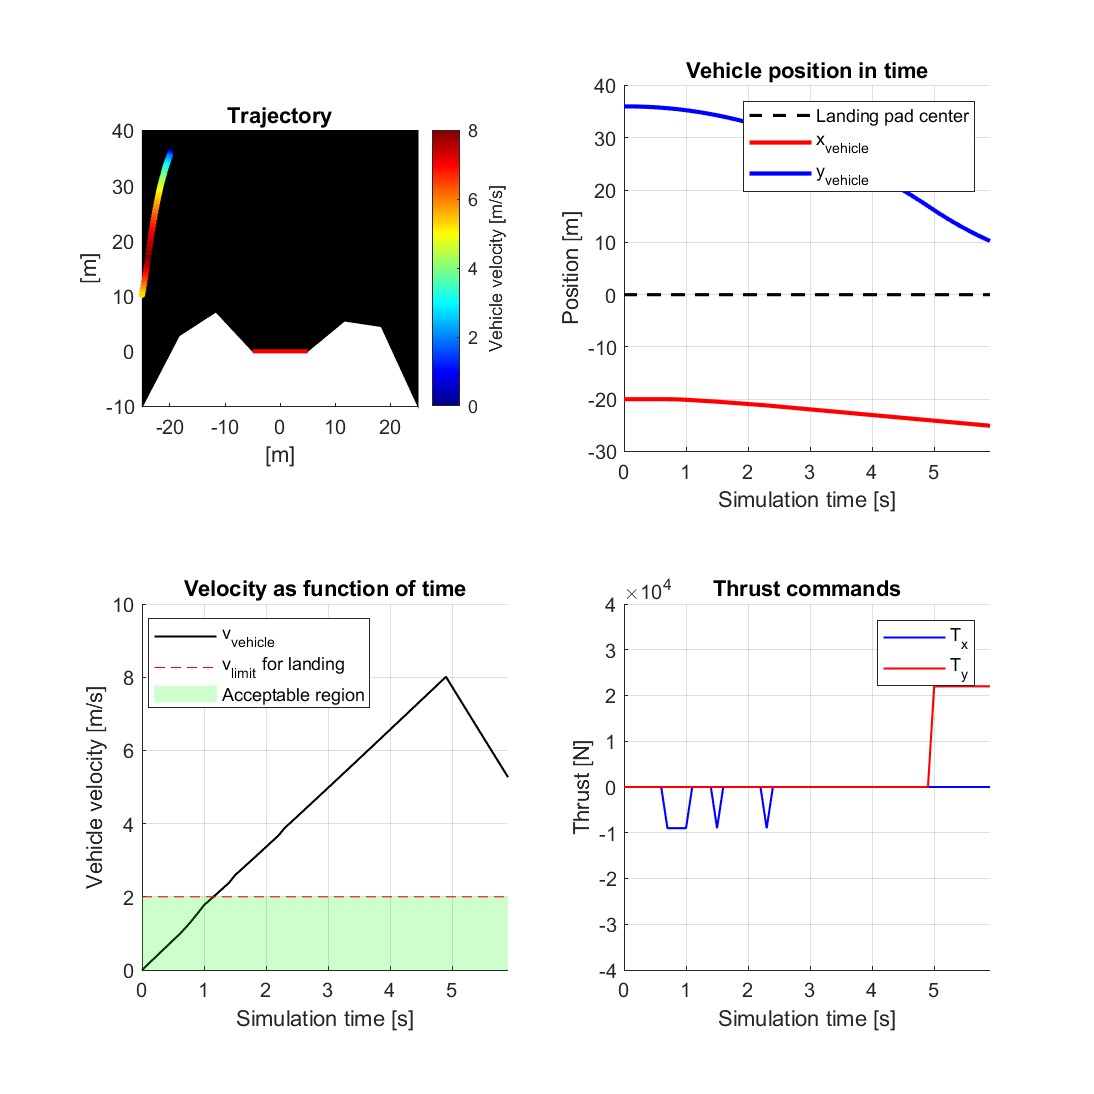 Trajectory
40
30
20
10
0
-10
[m]
-20 -10 0 10 20
[m]
8
6
4
2
0
Vehicle velocity [m/s]
Vehicle position in time
40
30
20
10
0
-10
-20
-30
Position [m]
Landing pad center
xvehicle
yvehicle
0 1 2 3 4 5
Simulation time [s]
Velocity as function of time
10
8
6
4
2
0
Vehicle velocity [m/s]
vvehicle
vlimit for landing
Acceptable region
0 1 2 3 4 5
Simulation time [s]
×10^4
Thrust commands
4
3
2
1
0
-1
-2
-3
-4
Thrust [N]
Tx
Ty
0 1 2 3 4 5
Simulation time [s]